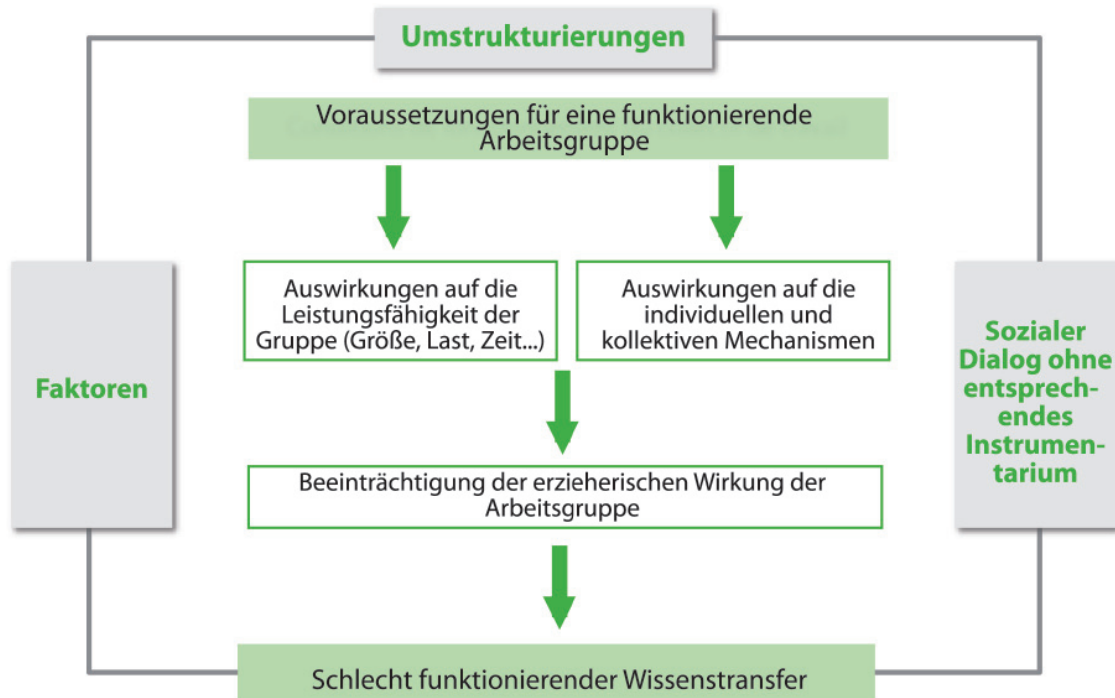 Umstrukturierungen
Voraussetzungen für eine funktionierende
Arbeitsgruppe
Auswirkungen auf die
Leistungsfähigkeit der
Gruppe (Größe, Last, Zeit...)
Auswirkungen auf die
individuellen und
kollektiven Mechanismen
Faktoren
Sozialer
Dialog ohne
entsprech-
endes
Instrumen-
tarium
Beeinträchtigung der erzieherischen Wirkung der
Arbeitsgruppe
Schlecht funktionierender Wissenstransfer